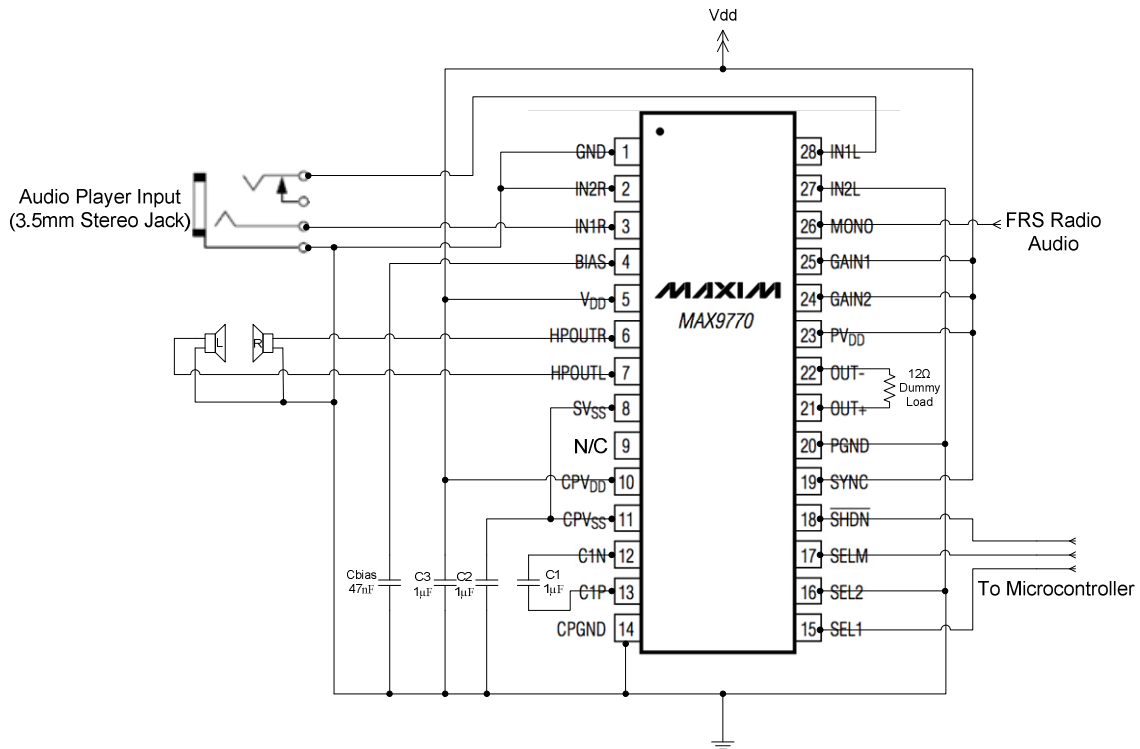 Vdd
Audio Player Input
(3.5mm Stereo Jack)
GND 1
IN2R 2
IN1R 3
BIAS 4
VDD 5
HPOUTR 6
HPOUTL 7
SVSS 8
N/C 9
CPVDD 10
CPVSS 11
C1N 12
C1P 13
CPGND 14
MAXIM
MAX9770
28 IN1L
27 IN2L
26 MONO
25 GAIN1
24 GAIN2
23 PVDD
22 OUT-
21 OUT+
20 PGND
19 SYNC
18 SHDN
17 SELM
16 SEL2
15 SEL1
FRS Radio
Audio
12Ω
Dummy
Load
To Microcontroller
L
R
Cbias
47nF
C3
1µF
C2
1µF
C1
1µF